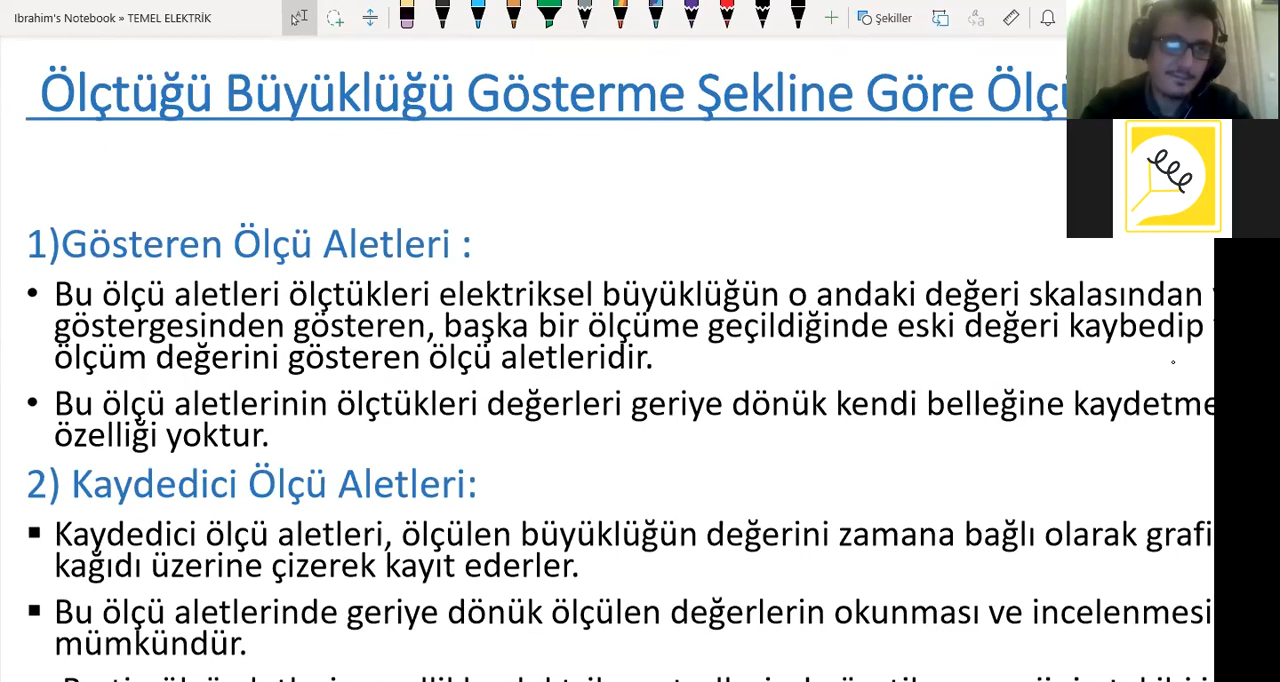 Ibrahim's Notebook » TEMEL ELEKTRİK
Şekiller
Ölçtüğü Büyüklüğü Gösterme Şekline Göre
1)Gösteren Ölçü Aletleri :
• Bu ölçü aletleri ölçtükleri elektriksel büyüklüğün o andaki değeri skalasından
göstergesinden gösteren, başka bir ölçüme geçildiğinde eski değeri kaybedip
ölçüm değerini gösteren ölçü aletleridir.
• Bu ölçü aletlerinin ölçtükleri değerleri geriye dönük kendi belleğine kaydetme
özelliği yoktur.
2) Kaydedici Ölçü Aletleri:
▪ Kaydedici ölçü aletleri, ölçülen büyüklüğün değerini zamana bağlı olarak grafi
kağıdı üzerine çizerek kayıt ederler.
▪ Bu ölçü aletlerinde geriye dönük ölçülen değerlerin okunması ve incelenmesi
mümkündür.